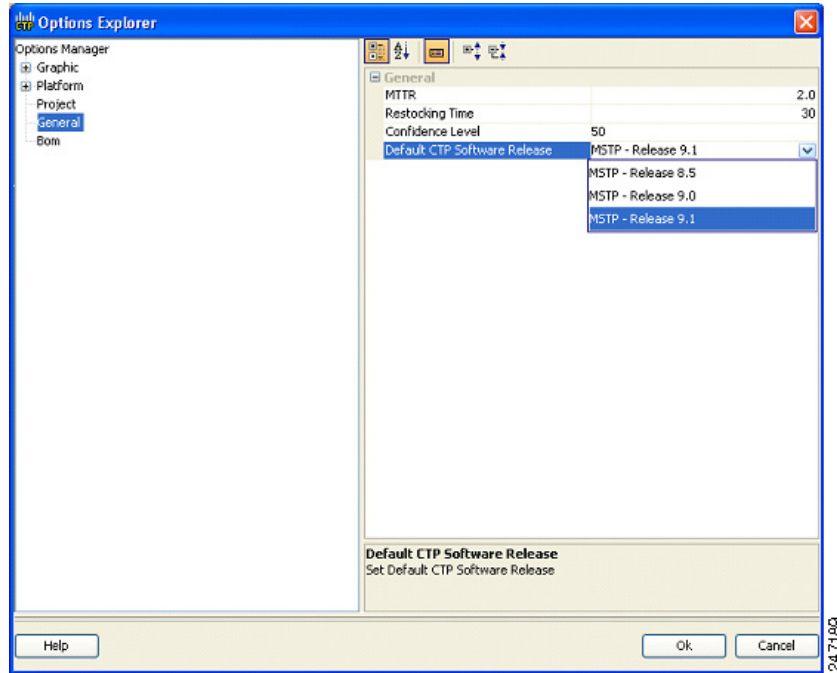 CTP Options Explorer
Options Manager
Graphic
Platform
Project
General
Bom
General
MTTR 2.0
Restocking Time 30
Confidence Level 50
Default CTP Software Release MSTP - Release 9.1
MSTP - Release 8.5
MSTP - Release 9.0
MSTP - Release 9.1
Default CTP Software Release
Set Default CTP Software Release
Help Ok Cancel
247189